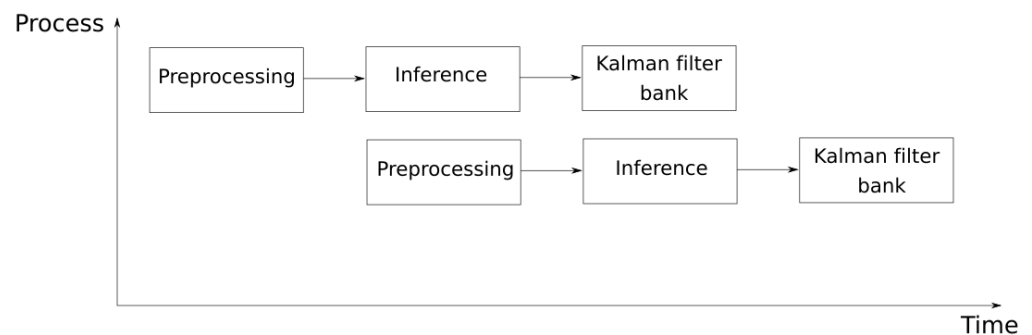 Process
Preprocessing
Inference
Kalman filter
bank
Preprocessing
Inference
Kalman filter
bank
Time